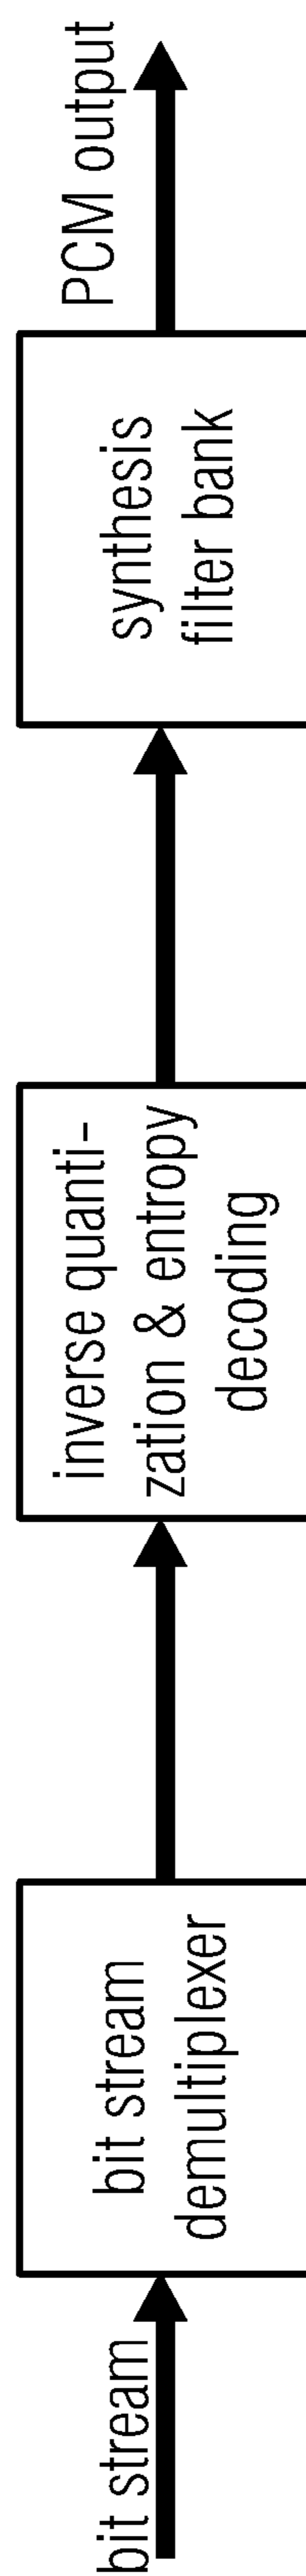 bit stream
bit stream
demultiplexer
inverse quanti-
zation & entropy
decoding
synthesis
filter bank
PCM output